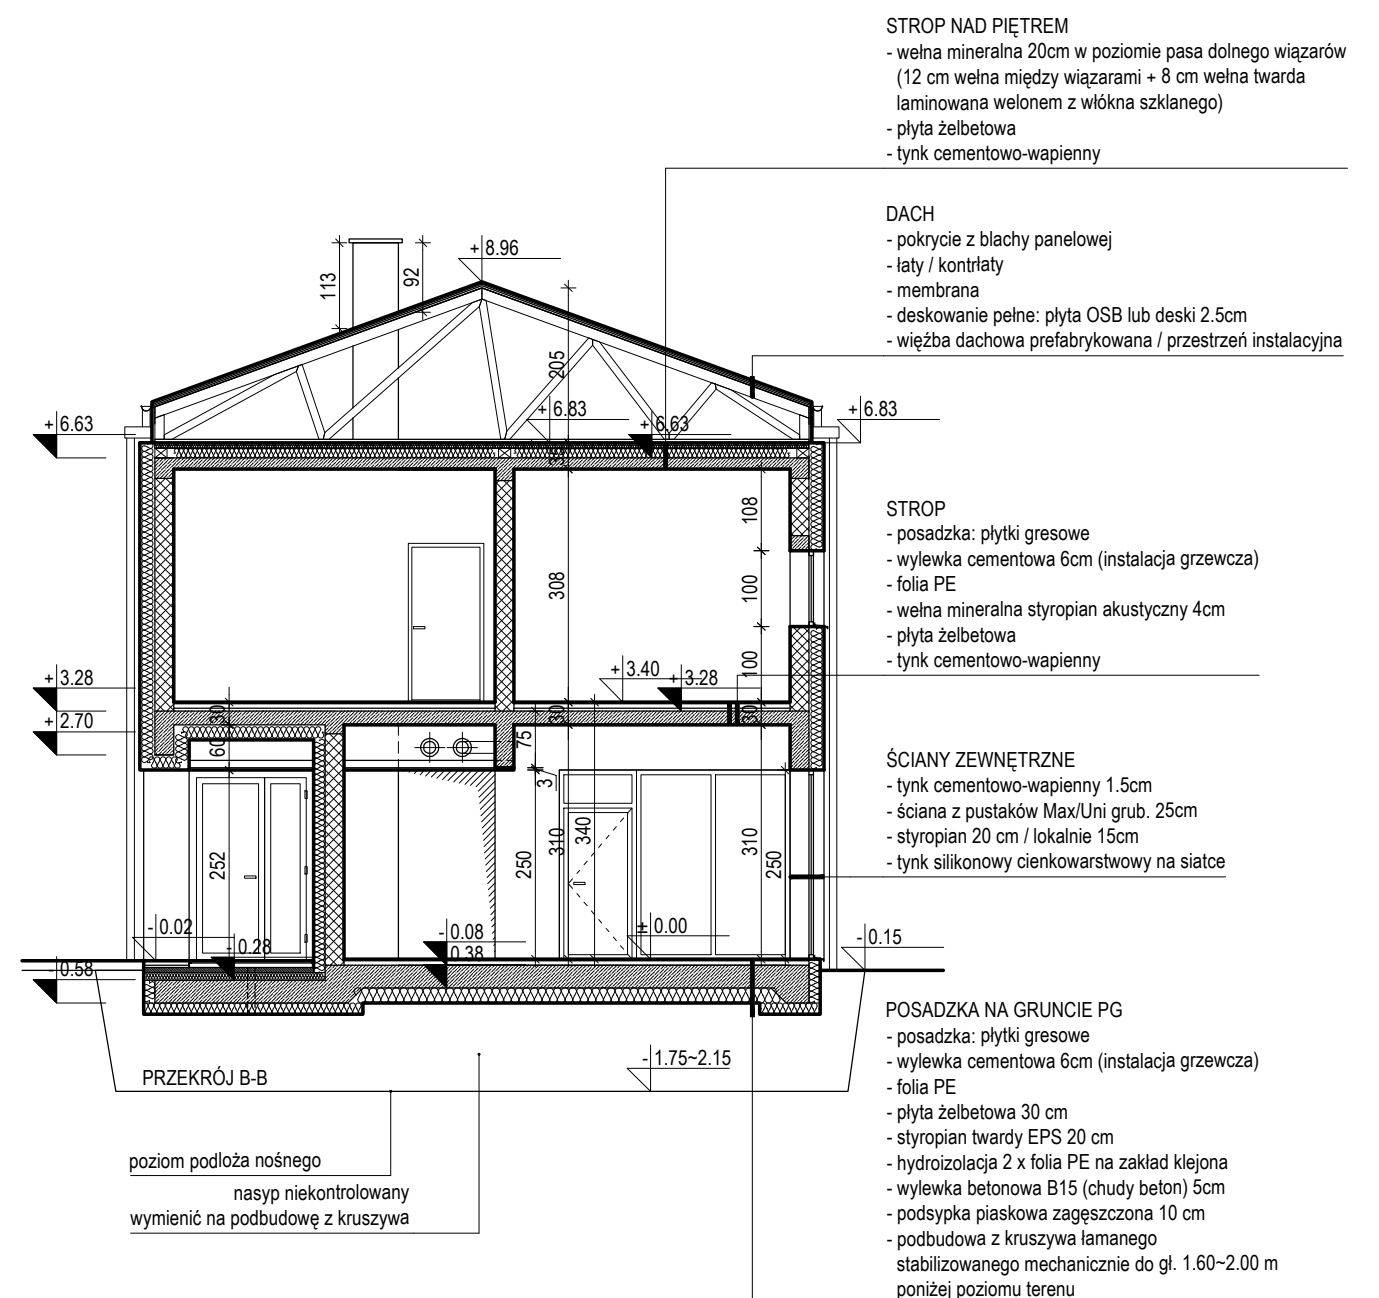 STROP NAD PIĘTREM
- wełna mineralna 20cm w poziomie pasa dolnego wiązarów
(12 cm wełna między wiązarami + 8 cm wełna twarda
laminowana welonem z włókna szklanego)
- płyta żelbetowa
- tynk cementowo-wapienny
DACH
- pokrycie z blachy panelowej
- łaty / kontrłaty
- membrana
- deskowanie pełne: płyta OSB lub deski 2.5cm
- więźba dachowa prefabrykowana / przestrzeń instalacyjna
+ 8.96
113
92
205
+ 6.63
+ 6.83
+ 6.63
+ 6.83
35
108
308
100
100
STROP
- posadzka: płytki gresowe
- wylewka cementowa 6cm (instalacja grzewcza)
- folia PE
- wełna mineralna styropian akustyczny 4cm
- płyta żelbetowa
- tynk cementowo-wapienny
+ 3.28
+ 3.40
+ 3.28
+ 2.70
30
30
30
60
75
3
252
250
310
340
310
250
ŚCIANY ZEWNĘTRZNE
- tynk cementowo-wapienny 1.5cm
- ściana z pustaków Max/Uni grub. 25cm
- styropian 20 cm / lokalnie 15cm
- tynk silikonowy cienkowarstwowy na siatce
- 0.02
- 0.28
- 0.08
- 0.38
± 0.00
- 0.15
- 0.58
PRZEKRÓJ B-B
- 1.75~2.15
poziom podłoża nośnego
nasyp niekontrolowany
wymienić na podbudowę z kruszywa
POSADZKA NA GRUNCIE PG
- posadzka: płytki gresowe
- wylewka cementowa 6cm (instalacja grzewcza)
- folia PE
- płyta żelbetowa 30 cm
- styropian twardy EPS 20 cm
- hydroizolacja 2 x folia PE na zakład klejona
- wylewka betonowa B15 (chudy beton) 5cm
- podsypka piaskowa zagęszczona 10 cm
- podbudowa z kruszywa łamanego
stabilizowanego mechanicznie do gł. 1.60~2.00 m
poniżej poziomu terenu